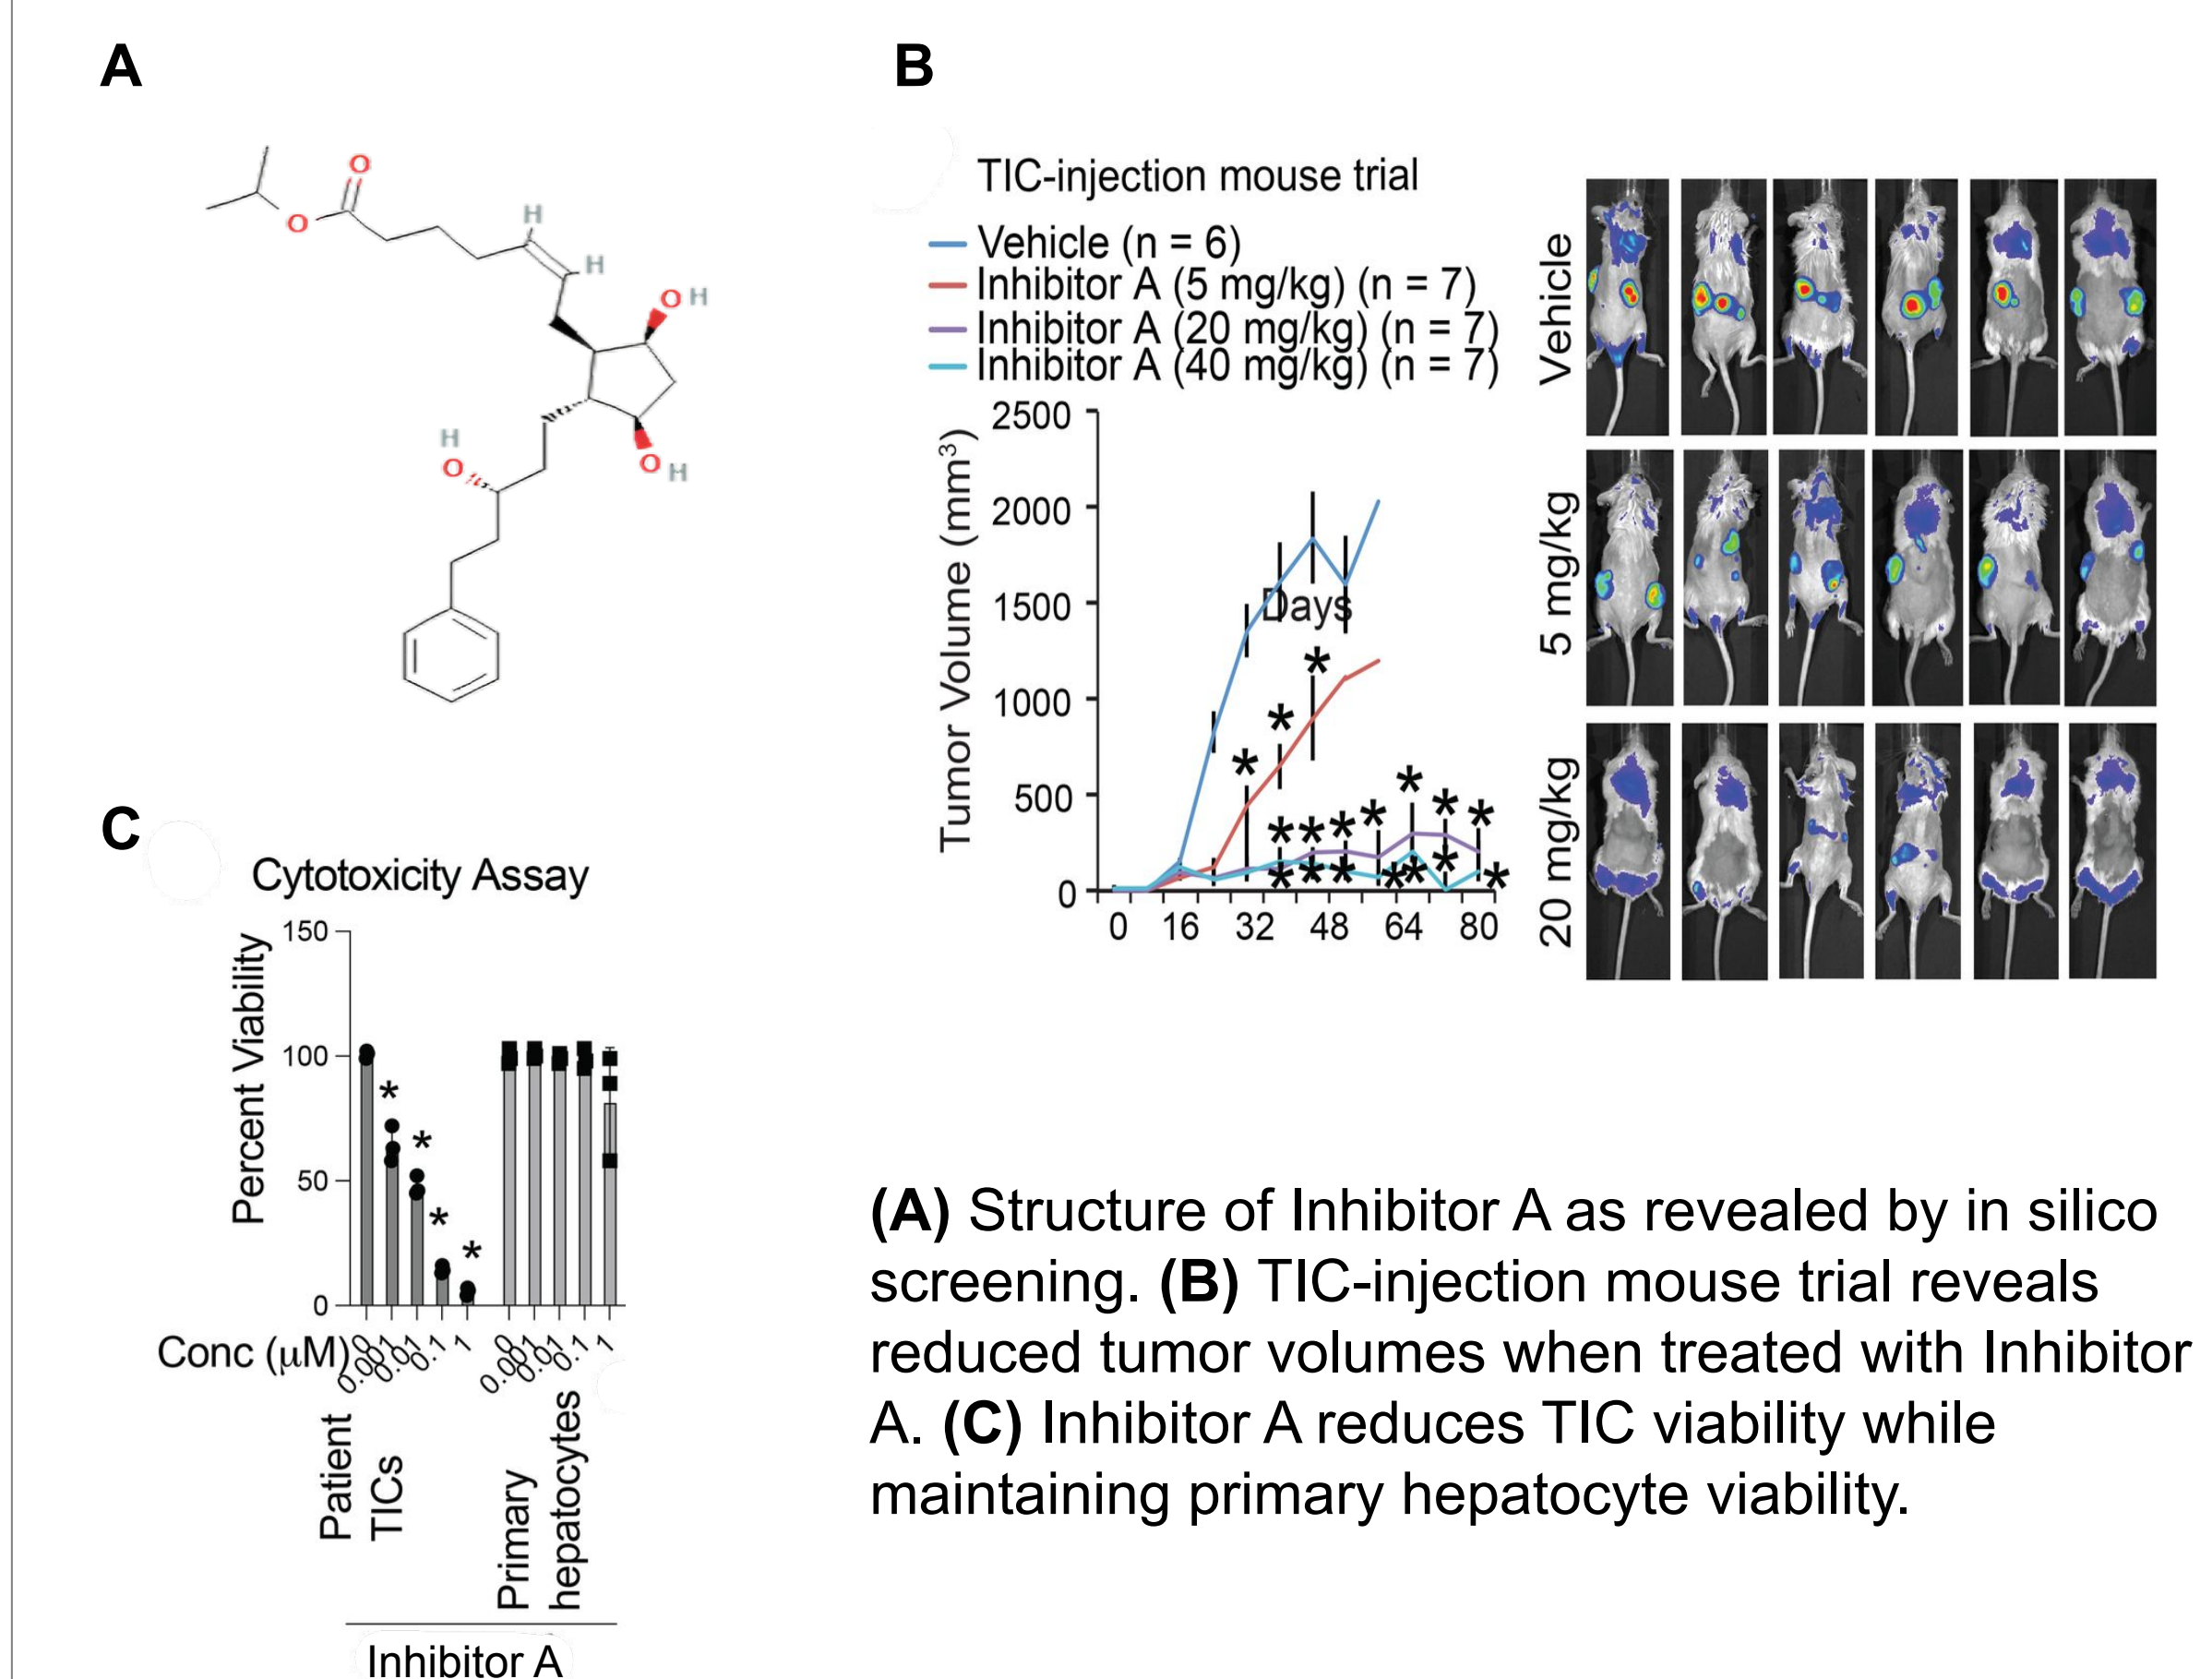 A
O
O
H
H
O H
H
O
O H
B
TIC-injection mouse trial
Vehicle (n = 6)
Inhibitor A (5 mg/kg) (n = 7)
Inhibitor A (20 mg/kg) (n = 7)
Inhibitor A (40 mg/kg) (n = 7)
Tumor Volume (mm³)
2500
2000
1500
1000
500
0
Days
*
*
*
* * * * * * *
* * * * * * *
0 16 32 48 64 80
Vehicle
5 mg/kg
20 mg/kg
C
Cytotoxicity Assay
Percent Viability
150
100
50
0
*
*
*
*
Conc (µM) 0.0 0.001 0.01 0.1 1 0.0 0.001 0.01 0.1 1
Patient
TICs
Primary
hepatocytes
Inhibitor A
(A) Structure of Inhibitor A as revealed by in silico
screening. (B) TIC-injection mouse trial reveals
reduced tumor volumes when treated with Inhibitor
A. (C) Inhibitor A reduces TIC viability while
maintaining primary hepatocyte viability.